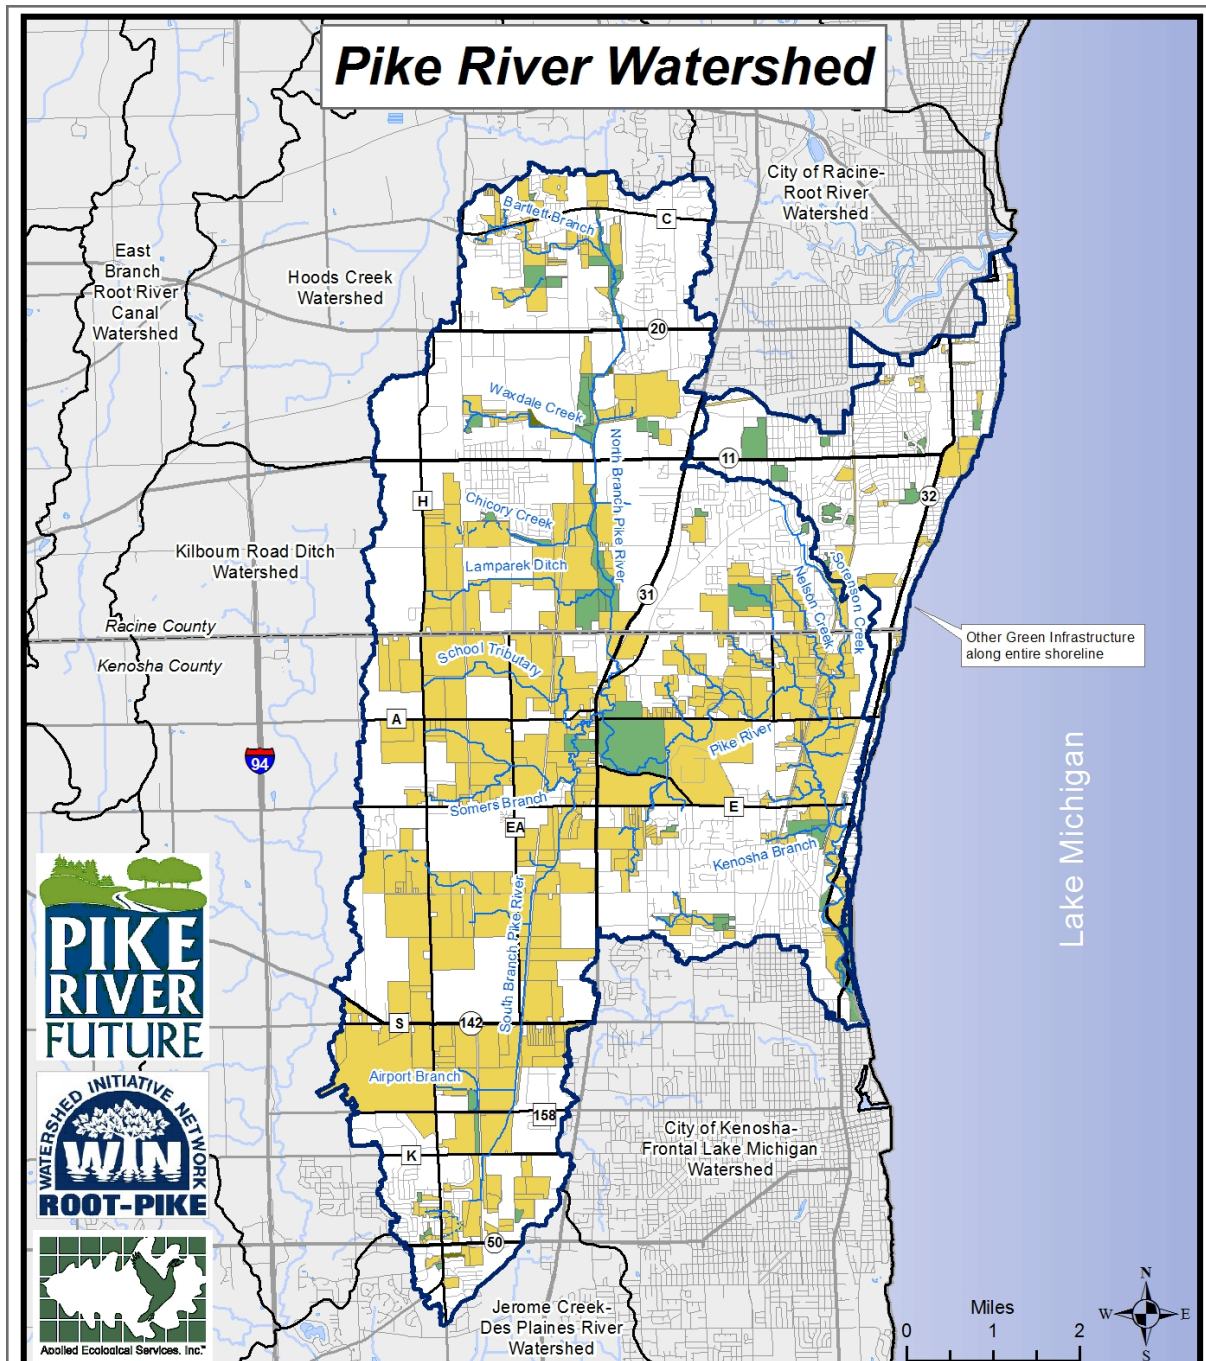 Pike River Watershed
City of Racine-
Root River
Watershed
Bartlett Branch
C
East
Branch
Root River
Canal
Watershed
Hoods Creek
Watershed
20
Waxdale Creek
North Branch Pike River
11
H
32
Chicory Creek
Kilbourn Road Ditch
Watershed
Lamparek Ditch
Sorenson Creek
Nelson Creek
31
Racine County
Kenosha County
Other Green Infrastructure
along entire shoreline
School Tributary
A
Pike River
94
Lake Michigan
Somers Branch
E
EA
Kenosha Branch
South Branch Pike River
PIKE
RIVER
FUTURE
S
142
Airport Branch
158
WATERSHED INITIATIVE NETWORK
WIN
ROOT-PIKE
City of Kenosha-
Frontal Lake Michigan
Watershed
K
50
Jerome Creek-
Des Plaines River
Watershed
Applied Ecological Services, Inc.™
Miles
0 1 2
N
W E
S